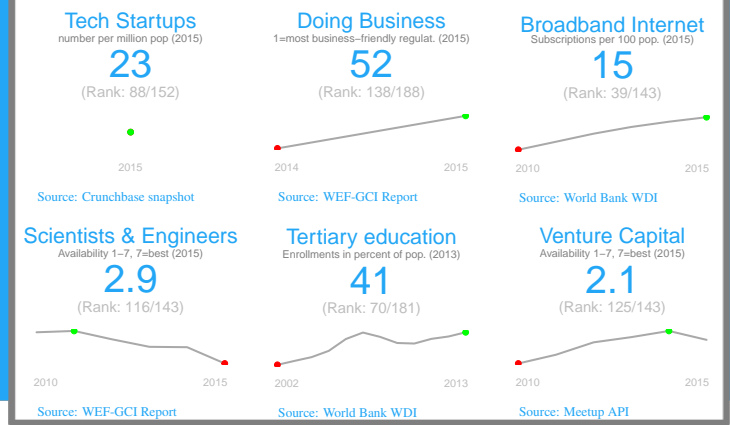 Tech Startups
number per million pop (2015)
23
(Rank: 88/152)
2015
Source: Crunchbase snapshot
Doing Business
1=most business−friendly regulat. (2015)
52
(Rank: 138/188)
2014 2015
Source: WEF-GCI Report
Broadband Internet
Subscriptions per 100 pop. (2015)
15
(Rank: 39/143)
2010 2015
Source: World Bank WDI
Scientists & Engineers
Availability 1−7, 7=best (2015)
2.9
(Rank: 116/143)
2010 2015
Source: WEF-GCI Report
Tertiary education
Enrollments in percent of pop. (2013)
41
(Rank: 70/181)
2002 2013
Source: World Bank WDI
Venture Capital
Availability 1−7, 7=best (2015)
2.1
(Rank: 125/143)
2010 2015
Source: Meetup API